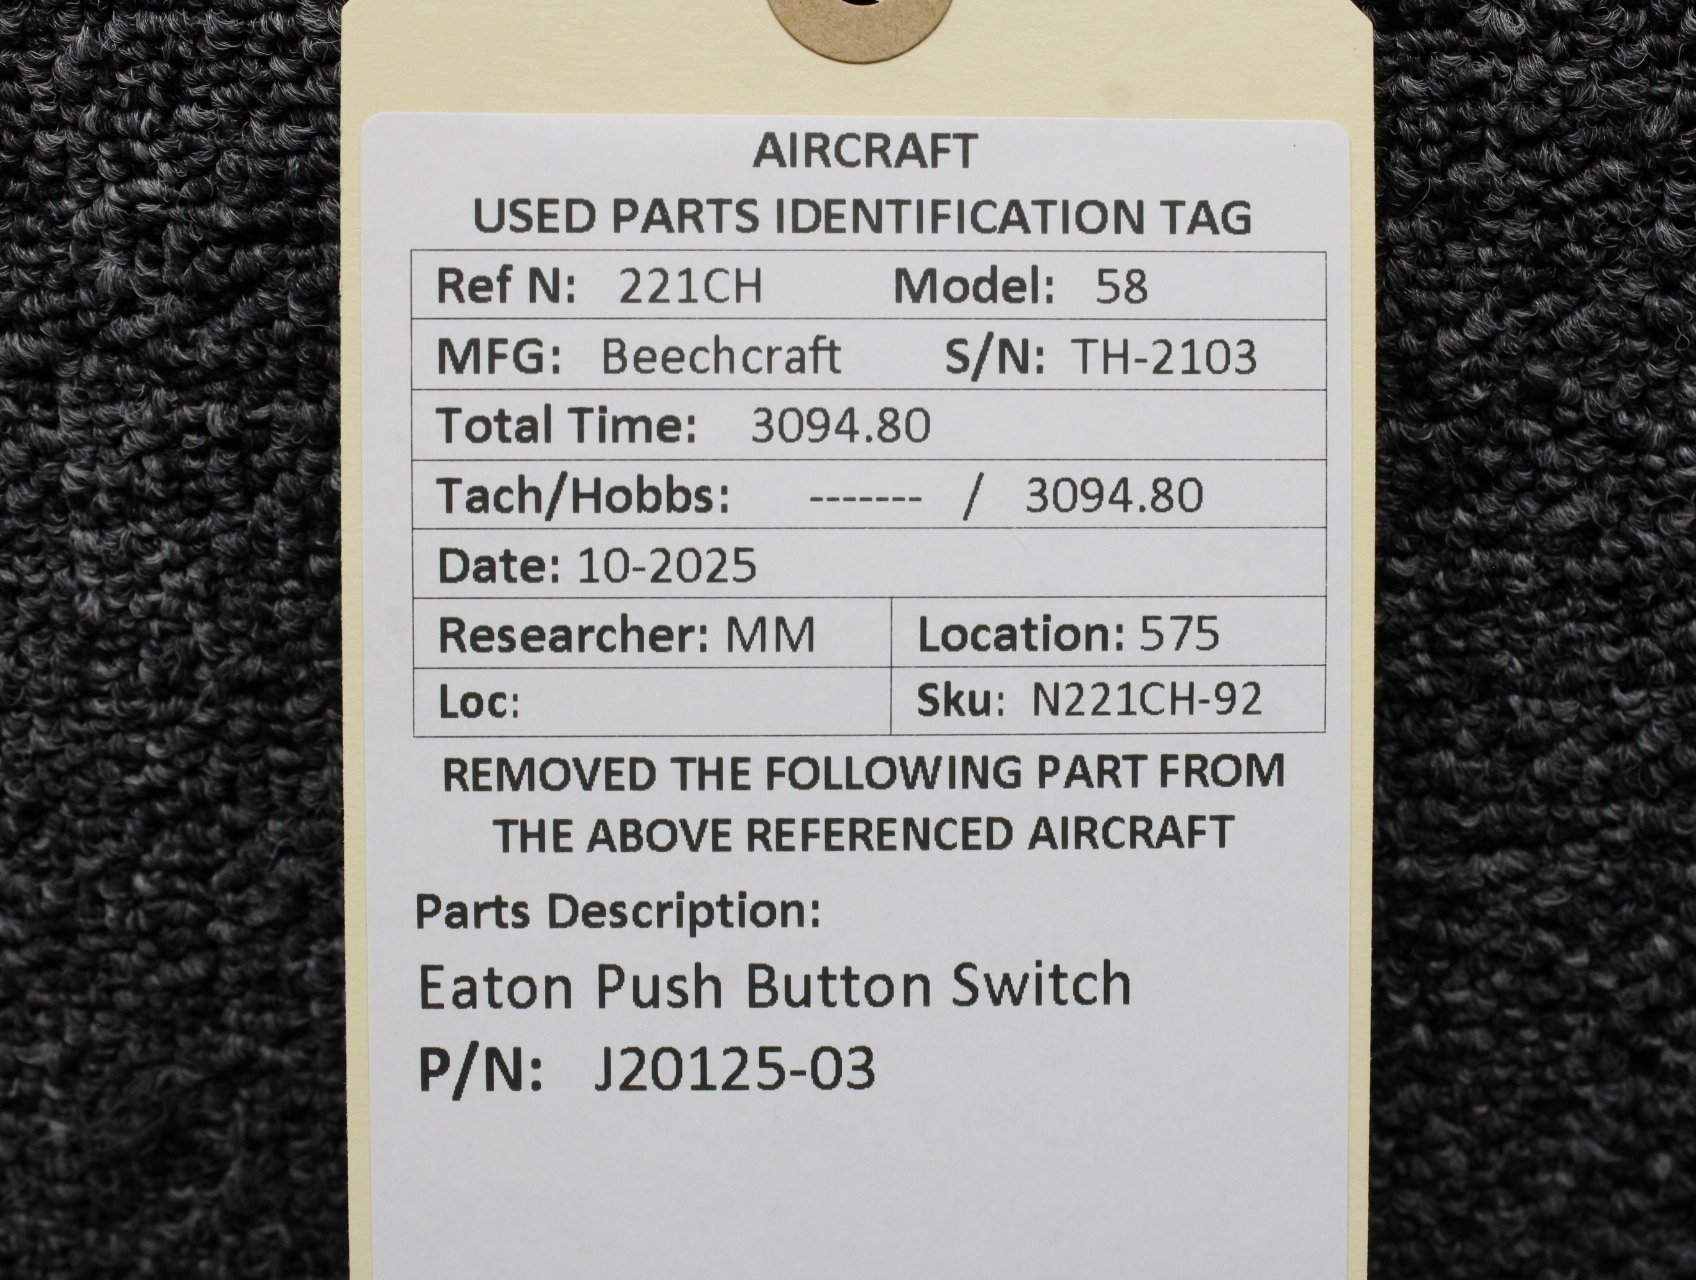 AIRCRAFT
USED PARTS IDENTIFICATION TAG
Ref N: 221CH Model: 58
MFG: Beechcraft S/N: TH-2103
Total Time: 3094.80
Tach/Hobbs: ------- / 3094.80
Date: 10-2025
Researcher: MM Location: 575
Loc: Sku: N221CH-92
REMOVED THE FOLLOWING PART FROM
THE ABOVE REFERENCED AIRCRAFT
Parts Description:
Eaton Push Button Switch
P/N: J20125-03